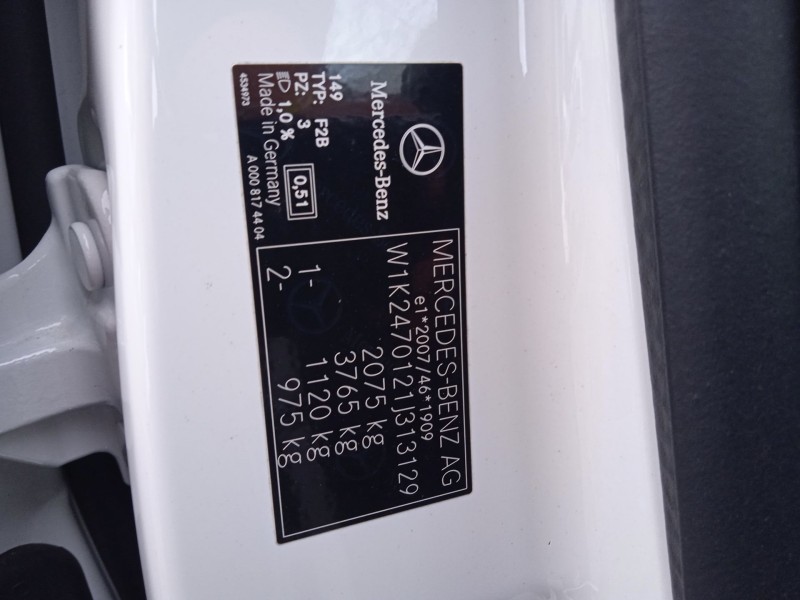 Mercedes-Benz
149
TYP: F2B
PZ: 3
1,0 %
0,51
Made in Germany
4534973
A 000 817 44 04
MERCEDES-BENZ AG
e1*2007/46*1909
W1K2470121J313129
2075 kg
3765 kg
1- 1120 kg
2- 975 kg